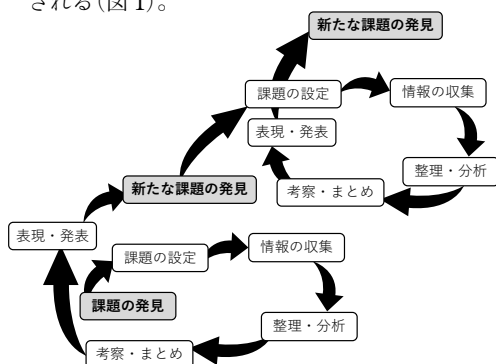 される(図1)。
新たな課題の発見
課題の設定
情報の収集
表現・発表
整理・分析
新たな課題の発見
考察・まとめ
表現・発表
課題の設定
情報の収集
課題の発見
整理・分析
考察・まとめ